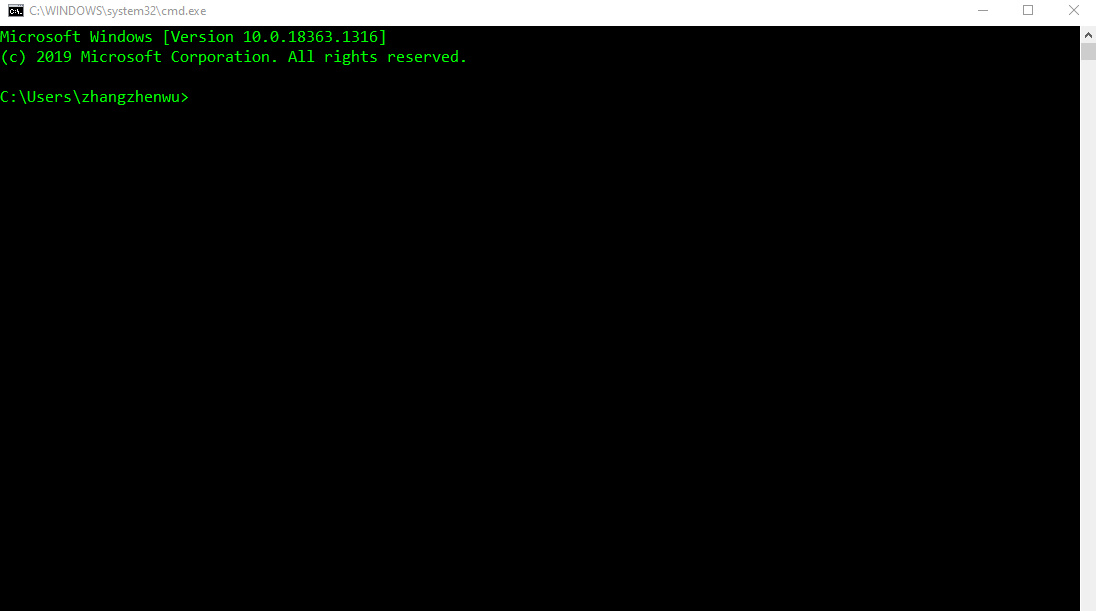 C:\WINDOWS\system32\cmd.exe
Microsoft Windows [Version 10.0.18363.1316]
(c) 2019 Microsoft Corporation. All rights reserved.
C:\Users\zhangzhenwu>